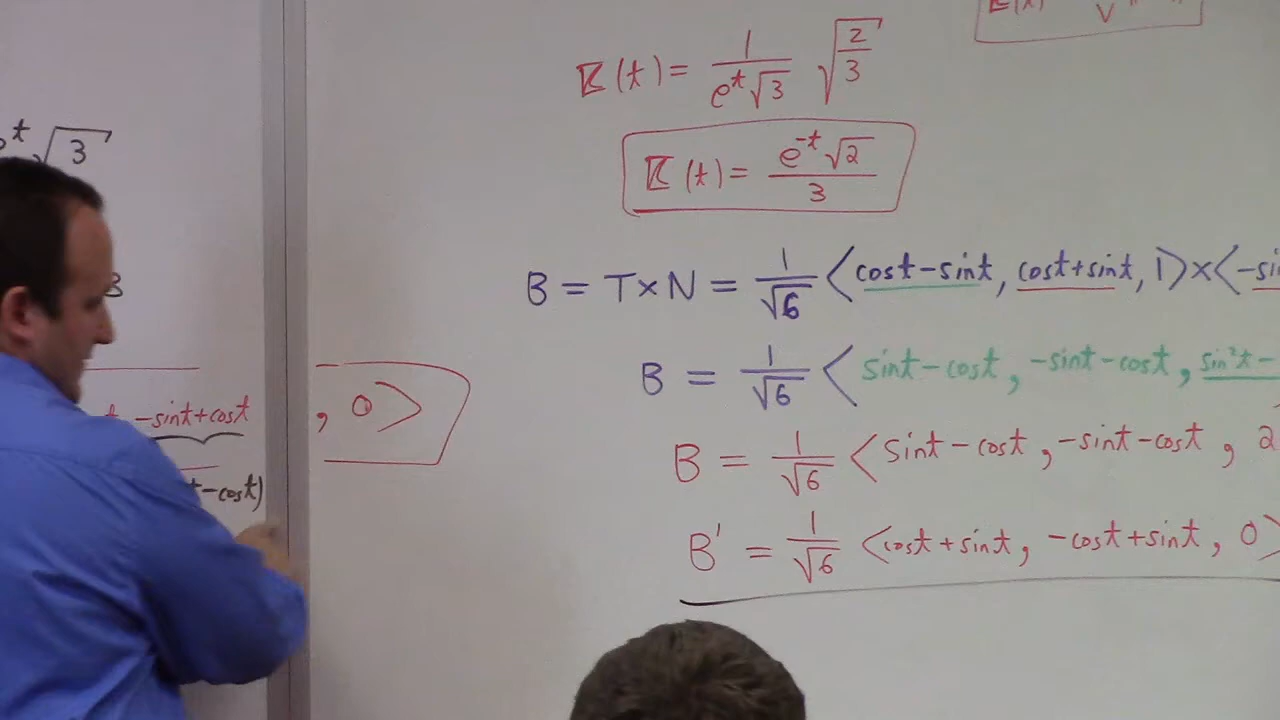 K(t) = 1/(e^t √3) √(2/3)
K(t) = e^-t √2 / 3
B = T×N = 1/√6 <cost-sint, cost+sint, 1>×<-si
B = 1/√6 < sint-cost, -sint-cost, sin²t-
B = 1/√6 < sint-cost, -sint-cost, 2
B' = 1/√6 <cost+sint, -cost+sint, 0>
t √3
3
-sint+cost , 0>
t-cost)